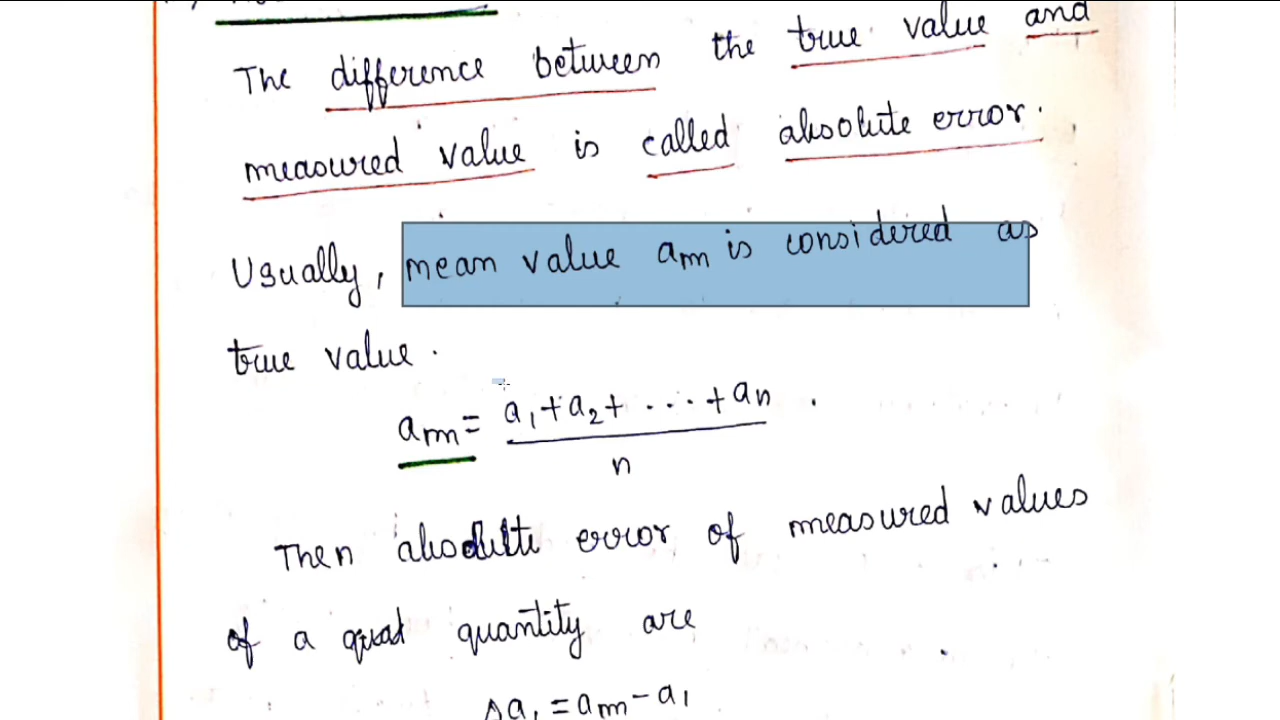 The difference between the true value and
measured value is called absolute error.
Usually, mean value am is considered as
true value.
am = a1+a2+ ... +an .
n
Then absolute error of measured values
of a quantity are
Δa1 = am - a1